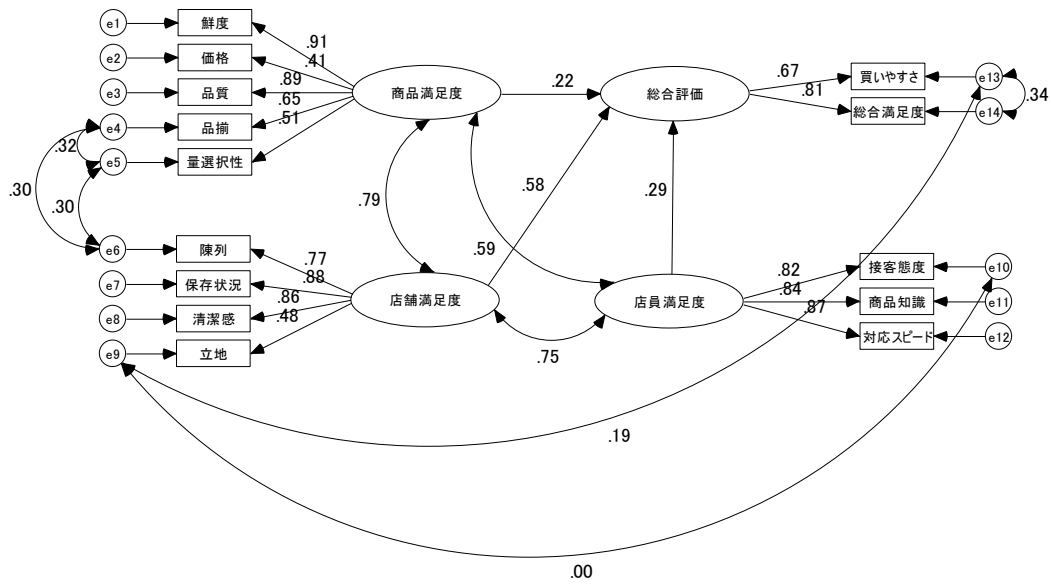 e1
鮮度
e2
価格
e3
品質
e4
品揃
e5
量選択性
.91
.41
.89
.65
.51
商品満足度
.22
総合評価
.67
.81
買いやすさ
総合満足度
e13
e14
.34
.32
.30
.30
.79
.58
.59
.29
e6
陳列
e7
保存状況
e8
清潔感
e9
立地
.77
.88
.86
.48
店舗満足度
店員満足度
.75
.82
.84
.87
接客態度
商品知識
対応スピード
e10
e11
e12
.19
.00